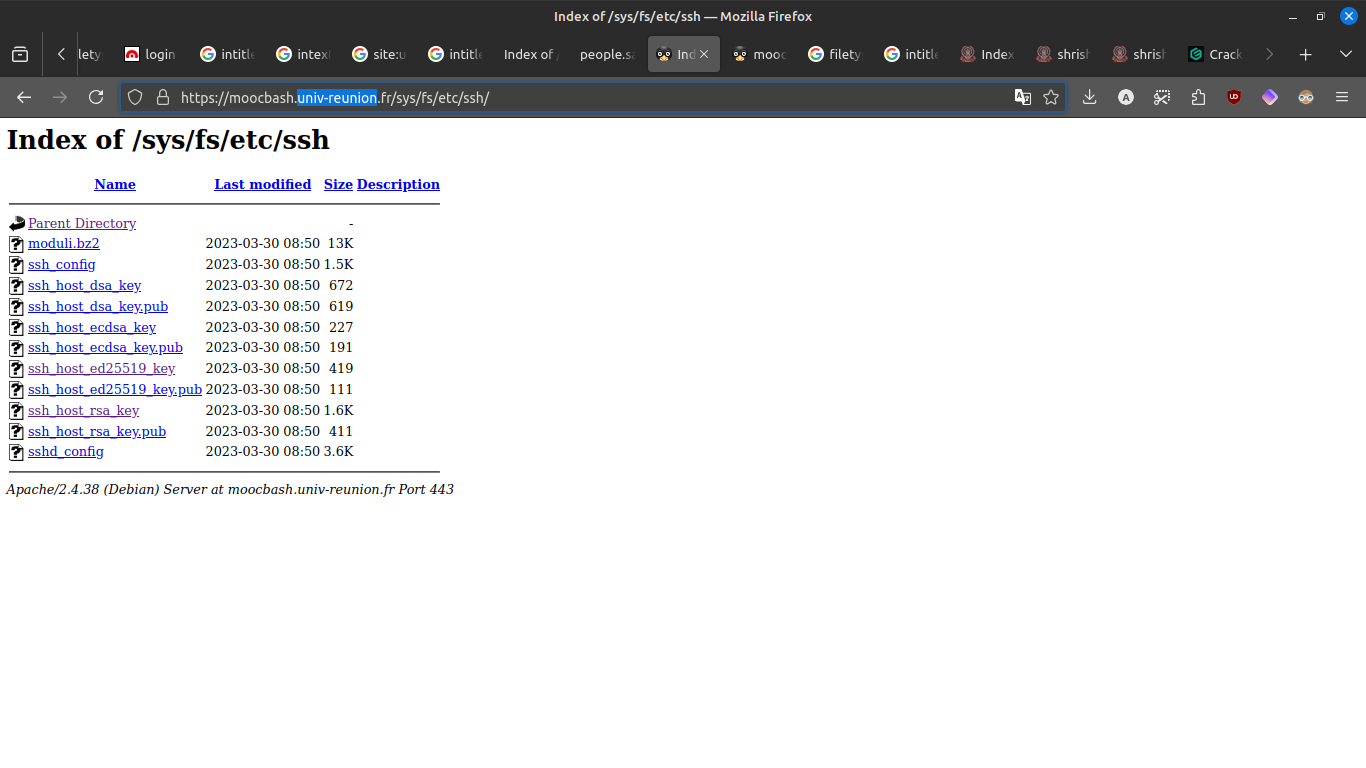 Index of /sys/fs/etc/ssh — Mozilla Firefox
lety login intitle intext site:u intitle Index of / people.sa Ind mooc filety intitle Index shrish shrish Crack
https://moocbash.univ-reunion.fr/sys/fs/etc/ssh/
Index of /sys/fs/etc/ssh
Name Last modified Size Description
Parent Directory -
moduli.bz2 2023-03-30 08:50 13K
ssh_config 2023-03-30 08:50 1.5K
ssh_host_dsa_key 2023-03-30 08:50 672
ssh_host_dsa_key.pub 2023-03-30 08:50 619
ssh_host_ecdsa_key 2023-03-30 08:50 227
ssh_host_ecdsa_key.pub 2023-03-30 08:50 191
ssh_host_ed25519_key 2023-03-30 08:50 419
ssh_host_ed25519_key.pub 2023-03-30 08:50 111
ssh_host_rsa_key 2023-03-30 08:50 1.6K
ssh_host_rsa_key.pub 2023-03-30 08:50 411
sshd_config 2023-03-30 08:50 3.6K
Apache/2.4.38 (Debian) Server at moocbash.univ-reunion.fr Port 443